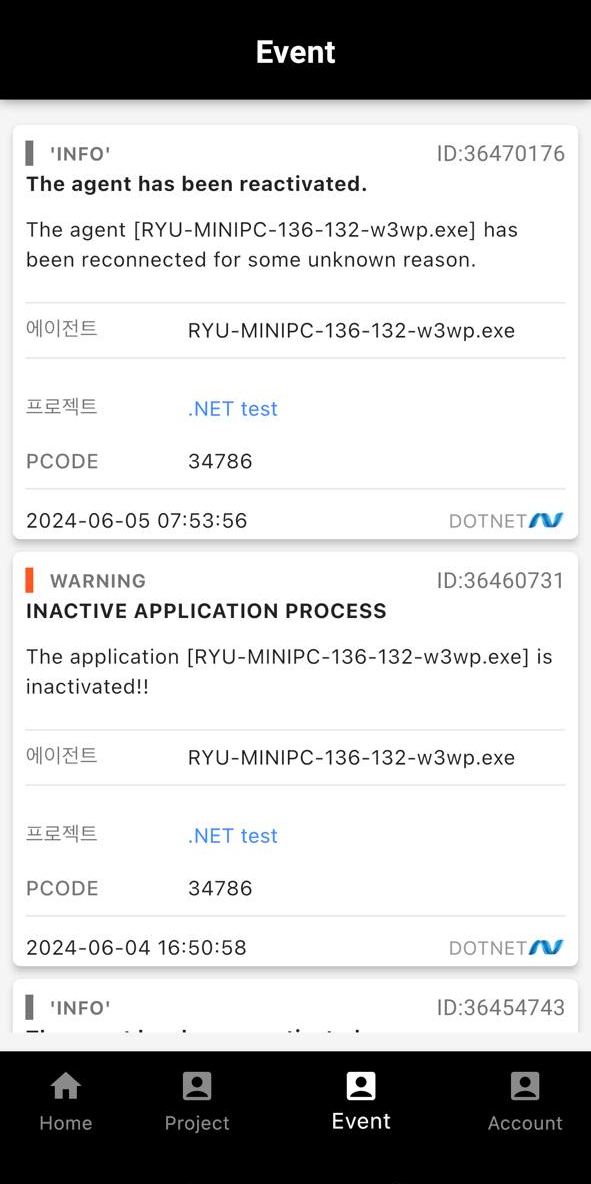 Event
'INFO' ID:36470176
The agent has been reactivated.
The agent [RYU-MINIPC-136-132-w3wp.exe] has
been reconnected for some unknown reason.
에이전트 RYU-MINIPC-136-132-w3wp.exe
프로젝트 .NET test
PCODE 34786
2024-06-05 07:53:56 DOTNET
WARNING ID:36460731
INACTIVE APPLICATION PROCESS
The application [RYU-MINIPC-136-132-w3wp.exe] is
inactivated!!
에이전트 RYU-MINIPC-136-132-w3wp.exe
프로젝트 .NET test
PCODE 34786
2024-06-04 16:50:58 DOTNET
'INFO' ID:36454743
Home Project Event Account